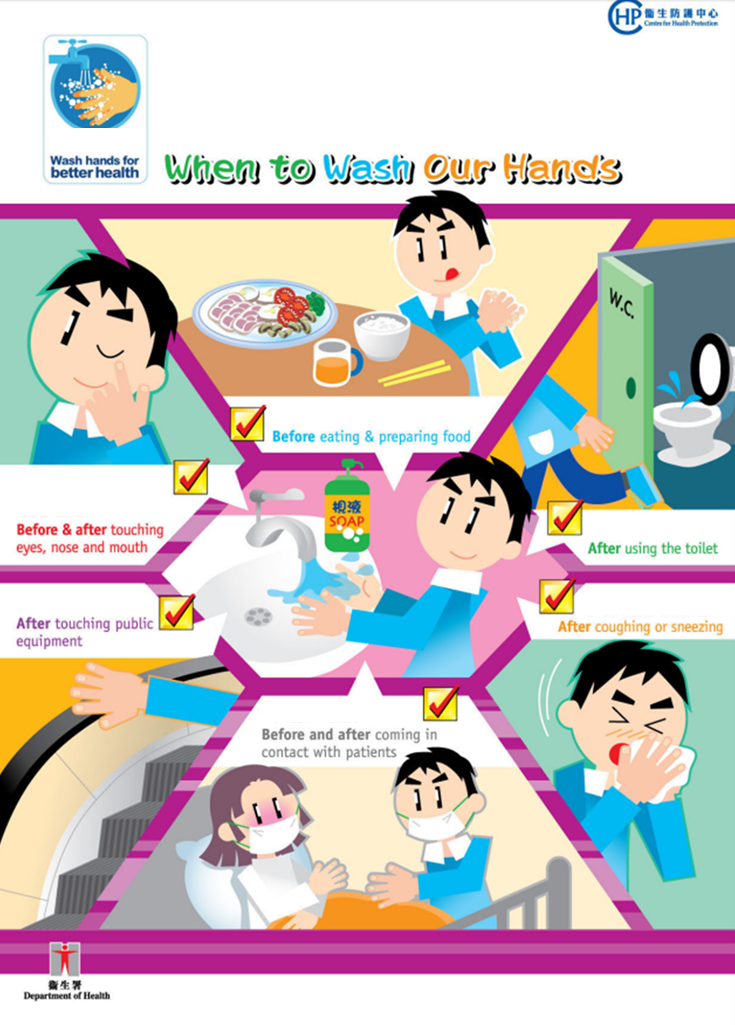 CHP 衞生防護中心
Centre for Health Protection
Wash hands for
better health
When to Wash Our Hands
W.C.
Before eating & preparing food
枧液
SOAP
Before & after touching
eyes, nose and mouth
After using the toilet
After touching public
equipment
After coughing or sneezing
Before and after coming in
contact with patients
衞生署
Department of Health